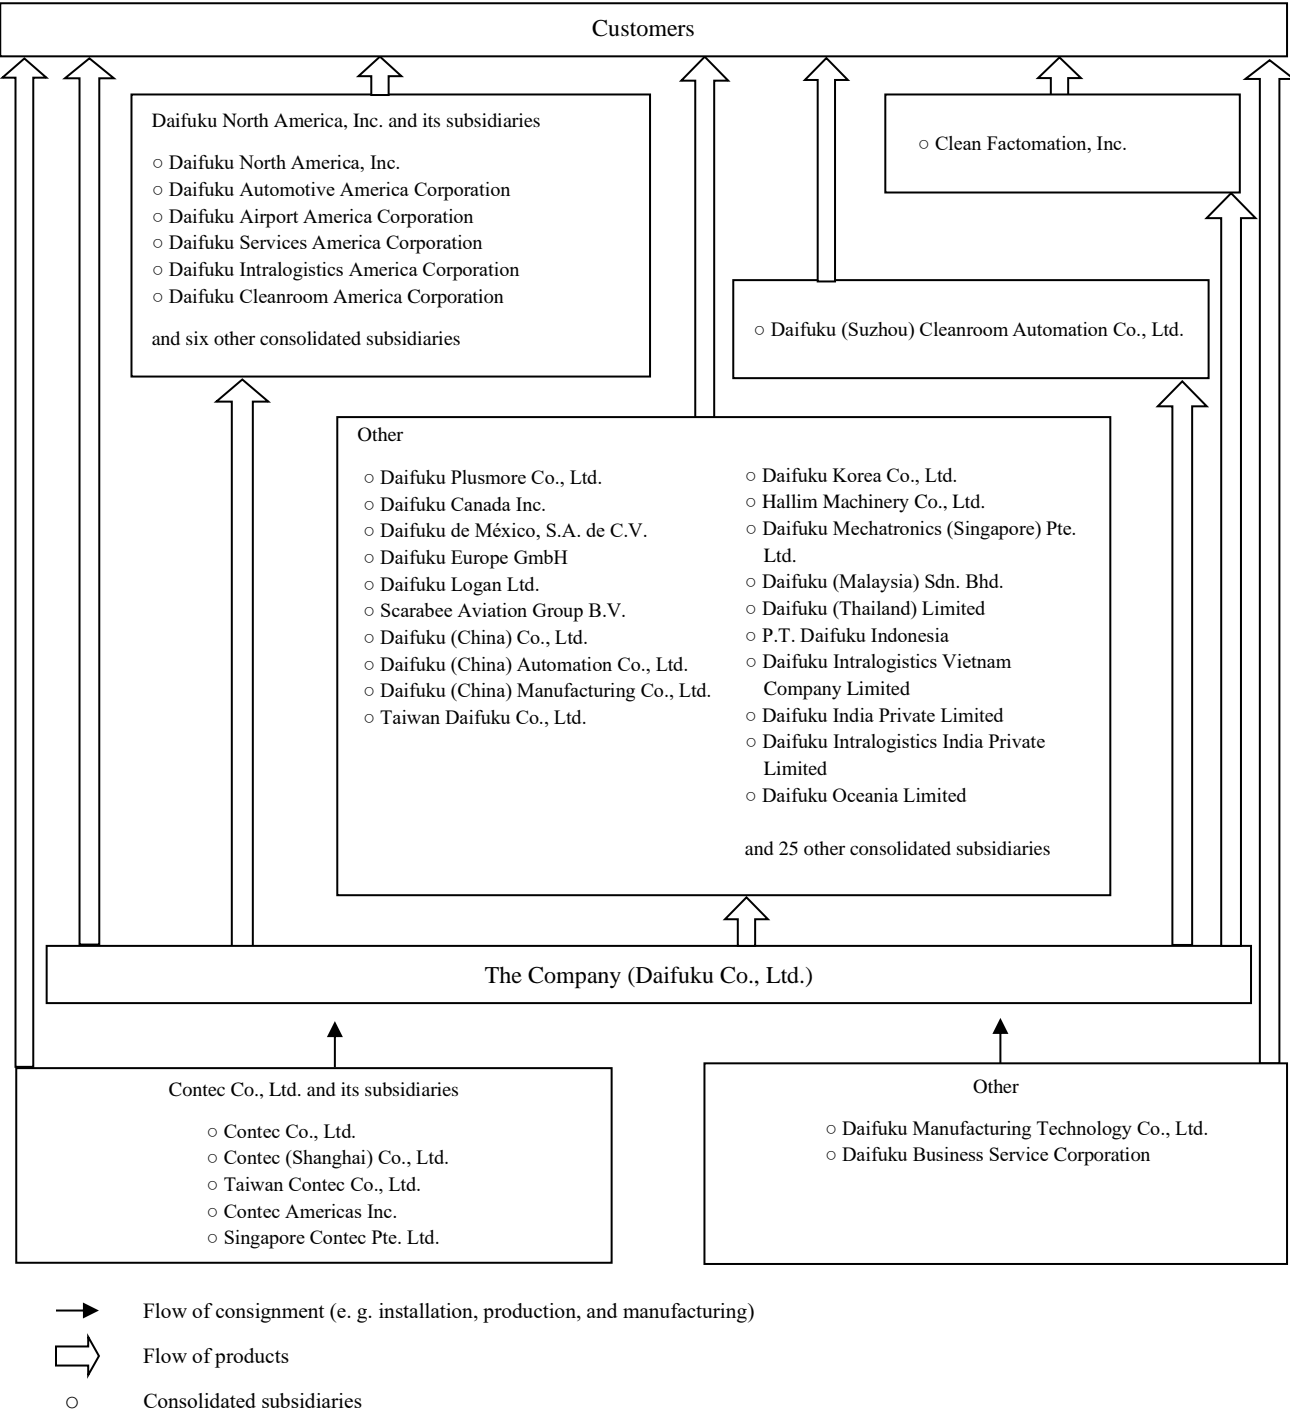 Customers
Daifuku North America, Inc. and its subsidiaries
○ Daifuku North America, Inc.
○ Daifuku Automotive America Corporation
○ Daifuku Airport America Corporation
○ Daifuku Services America Corporation
○ Daifuku Intralogistics America Corporation
○ Daifuku Cleanroom America Corporation
and six other consolidated subsidiaries
○ Clean Factomation, Inc.
○ Daifuku (Suzhou) Cleanroom Automation Co., Ltd.
Other
○ Daifuku Plusmore Co., Ltd.
○ Daifuku Canada Inc.
○ Daifuku de México, S.A. de C.V.
○ Daifuku Europe GmbH
○ Daifuku Logan Ltd.
○ Scarabee Aviation Group B.V.
○ Daifuku (China) Co., Ltd.
○ Daifuku (China) Automation Co., Ltd.
○ Daifuku (China) Manufacturing Co., Ltd.
○ Taiwan Daifuku Co., Ltd.
○ Daifuku Korea Co., Ltd.
○ Hallim Machinery Co., Ltd.
○ Daifuku Mechatronics (Singapore) Pte.
Ltd.
○ Daifuku (Malaysia) Sdn. Bhd.
○ Daifuku (Thailand) Limited
○ P.T. Daifuku Indonesia
○ Daifuku Intralogistics Vietnam
Company Limited
○ Daifuku India Private Limited
○ Daifuku Intralogistics India Private
Limited
○ Daifuku Oceania Limited
and 25 other consolidated subsidiaries
The Company (Daifuku Co., Ltd.)
Contec Co., Ltd. and its subsidiaries
○ Contec Co., Ltd.
○ Contec (Shanghai) Co., Ltd.
○ Taiwan Contec Co., Ltd.
○ Contec Americas Inc.
○ Singapore Contec Pte. Ltd.
Other
○ Daifuku Manufacturing Technology Co., Ltd.
○ Daifuku Business Service Corporation
Flow of consignment (e. g. installation, production, and manufacturing)
Flow of products
○ Consolidated subsidiaries